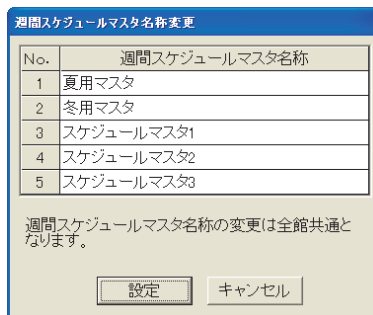 週間スケジュールマスタ名称変更
No. 週間スケジュールマスタ名称
1 夏用マスタ
2 冬用マスタ
3 スケジュールマスタ1
4 スケジュールマスタ2
5 スケジュールマスタ3
週間スケジュールマスタ名称の変更は全館共通と
なります。
設定 キャンセル